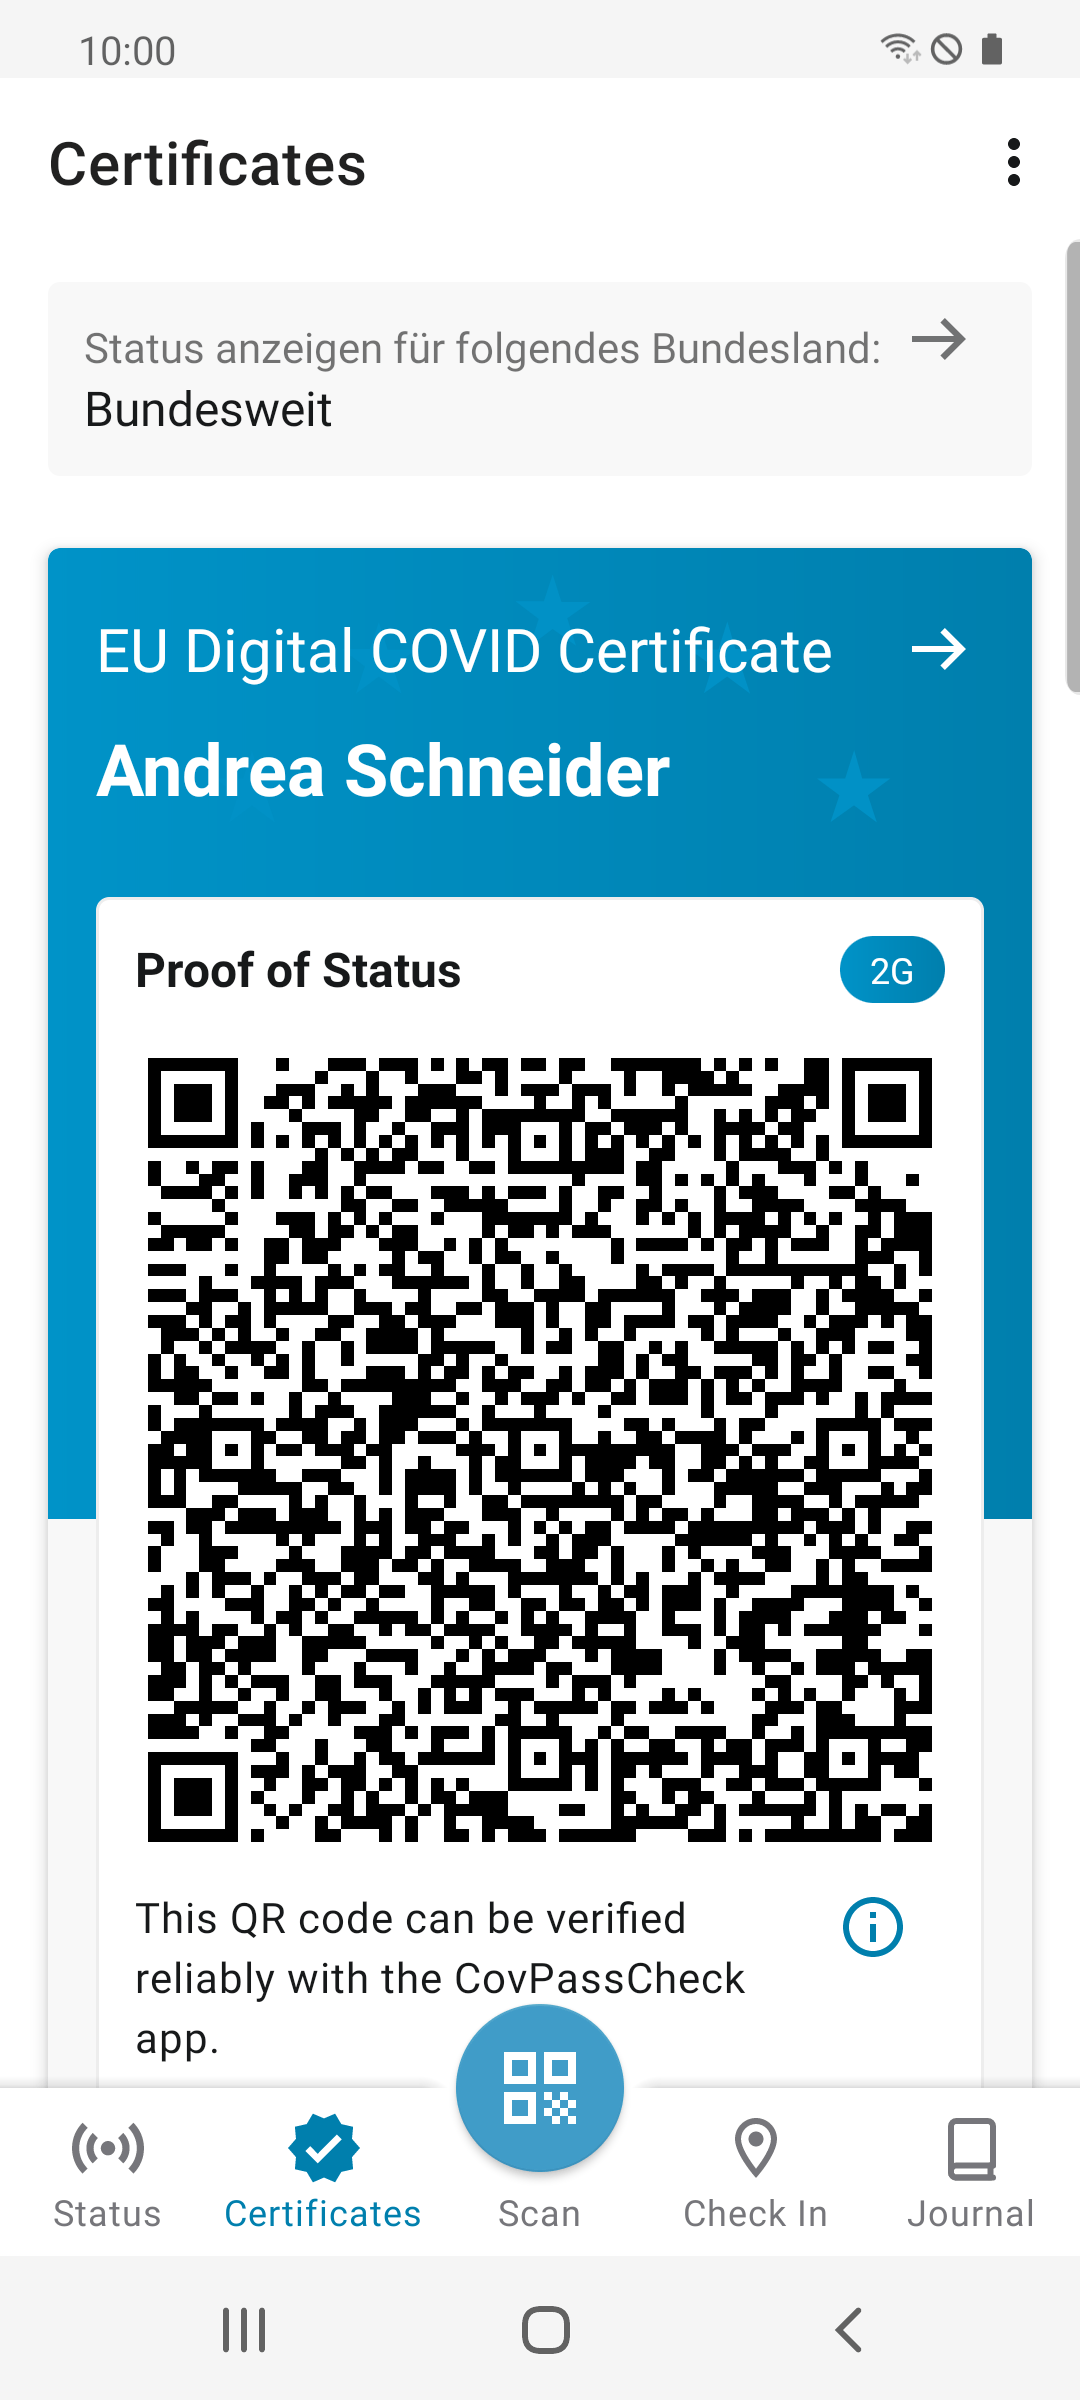 10:00
Certificates
Status anzeigen für folgendes Bundesland:
Bundesweit
EU Digital COVID Certificate
Andrea Schneider
Proof of Status
2G
This QR code can be verified
reliably with the CovPassCheck
app.
Status
Certificates
Scan
Check In
Journal